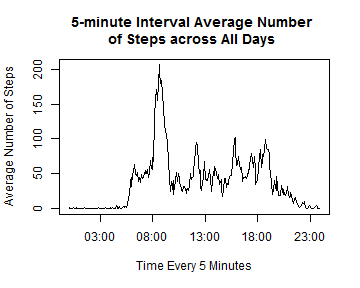 5-minute Interval Average Number
of Steps across All Days
Average Number of Steps
200
150
100
50
0
03:00 08:00 13:00 18:00 23:00
Time Every 5 Minutes